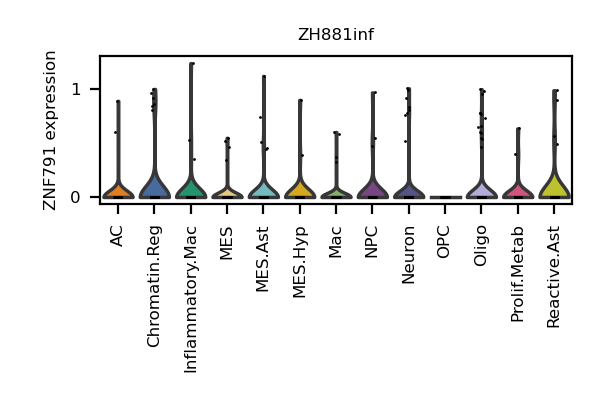 ZH881inf
ZNF791 expression
1
0
AC
Chromatin.Reg
Inflammatory.Mac
MES
MES.Ast
MES.Hyp
Mac
NPC
Neuron
OPC
Oligo
Prolif.Metab
Reactive.Ast